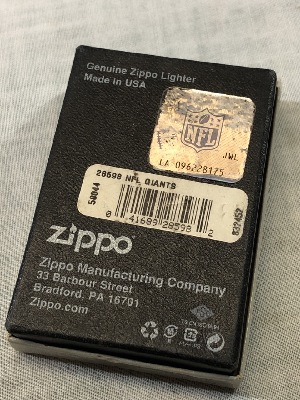 Genuine Zippo Lighter
Made in USA
NFL
JWL
LA 096228175
28598 NFL GIANTS
0 41689 28598 2
zippo
Zippo Manufacturing Company
33 Barbour Street
Bradford, PA 16701
Zippo.com